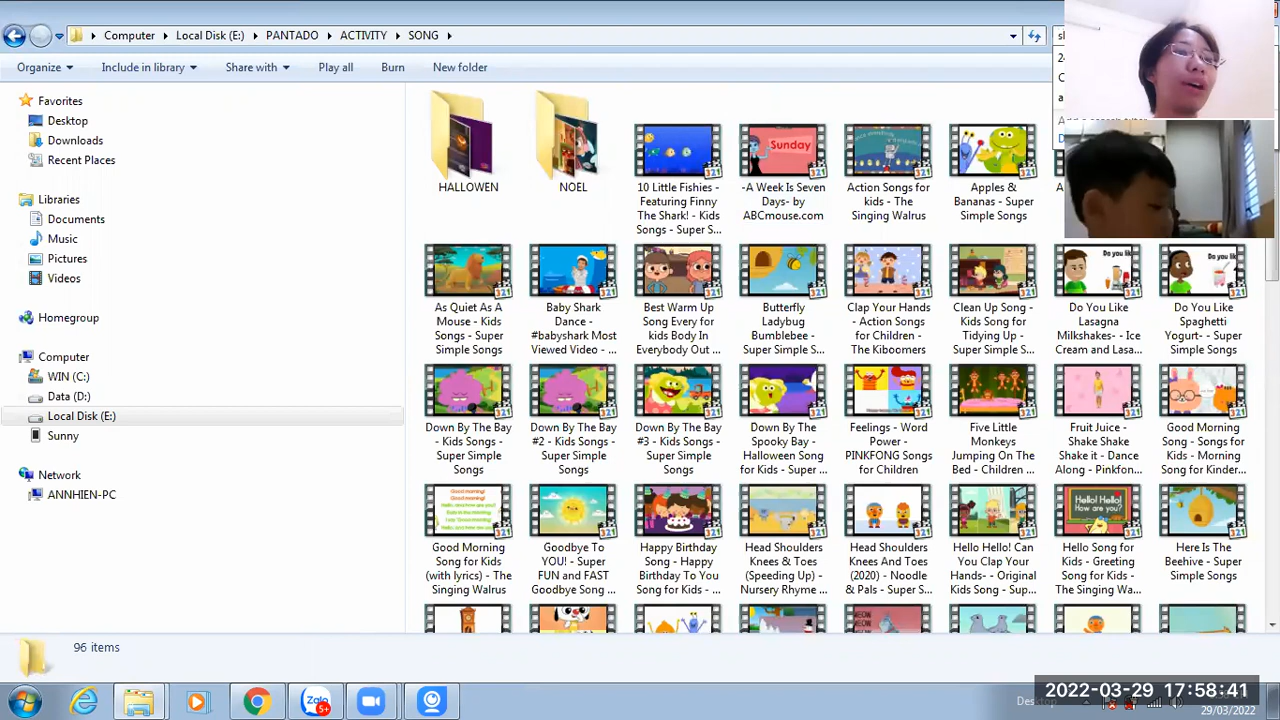 Computer ▸ Local Disk (E:) ▸ PANTADO ▸ ACTIVITY ▸ SONG ▸
Organize Include in library Share with Play all Burn New folder
Favorites
Desktop
Downloads
Recent Places
Libraries
Documents
Music
Pictures
Videos
Homegroup
Computer
WIN (C:)
Data (D:)
Local Disk (E:)
Sunny
Network
ANNHIEN-PC
HALLOWEN
NOEL
10 Little Fishies -
Featuring Finny
The Shark! - Kids
Songs - Super S...
Sunday
-A Week Is Seven
Days- by
ABCmouse.com
Action Songs for
kids - The
Singing Walrus
Apples &
Bananas - Super
Simple Songs
As Quiet As A
Mouse - Kids
Songs - Super
Simple Songs
Baby Shark
Dance -
#babyshark Most
Viewed Video - ...
Best Warm Up
Song Every for
kids Body In
Everybody Out ...
Butterfly
Ladybug
Bumblebee -
Super Simple S...
Clap Your Hands
- Action Songs
for Children -
The Kiboomers
Clean Up Song -
Kids Song for
Tidying Up -
Super Simple S...
Do you lik
Do You Like
Lasagna
Milkshakes- - Ice
Cream and Lasa...
Do you lik
Do You Like
Spaghetti
Yogurt- - Super
Simple Songs
Down By The Bay
- Kids Songs -
Super Simple
Songs
Down By The Bay
#2 - Kids Songs -
Super Simple
Songs
Down By The Bay
#3 - Kids Songs -
Super Simple
Songs
Down By The
Spooky Bay -
Halloween Song
for Kids - Super ...
Feelings - Word
Power -
PINKFONG Songs
for Children
Five Little
Monkeys
Jumping On The
Bed - Children ...
Fruit Juice -
Shake Shake
Shake it - Dance
Along - Pinkfon...
Good Morning
Song - Songs for
Kids - Morning
Song for Kinder...
Good morning!
Good morning!
Good Morning
Song for Kids
(with lyrics) - The
Singing Walrus
Goodbye To
YOU! - Super
FUN and FAST
Goodbye Song ...
Happy Birthday
Song - Happy
Birthday To You
Song for Kids - ...
Head Shoulders
Knees & Toes
(Speeding Up) -
Nursery Rhyme ...
Head Shoulders
Knees And Toes
(2020) - Noodle
& Pals - Super S...
Hello Hello! Can
You Clap Your
Hands- - Original
Kids Song - Sup...
Hello! Hello!
How are you?
Hello Song for
Kids - Greeting
Song for Kids -
The Singing Wa...
Here Is The
Beehive - Super
Simple Songs
MEOW
96 items
Zalo
Desktop
2022-03-29 17:58:41
29/03/2022